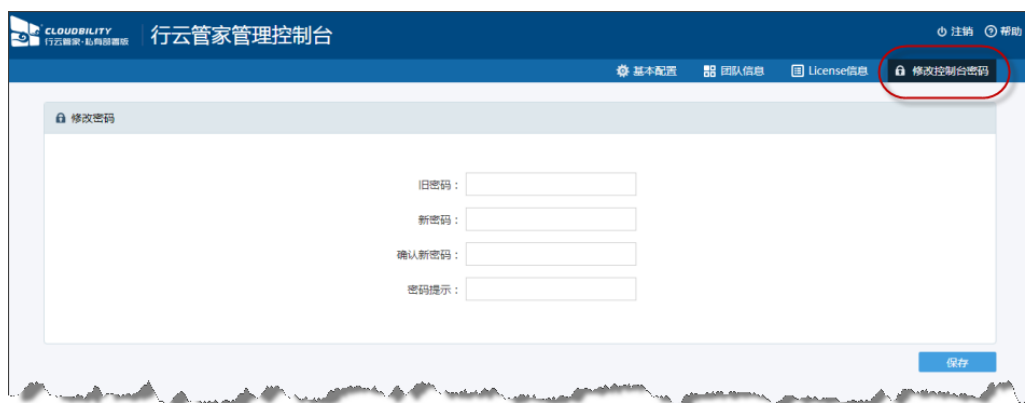 CLOUDBILITY
行云管家·私有部署版
行云管家管理控制台
注销 帮助
基本配置 团队信息 License信息 修改控制台密码
修改密码
旧密码：
新密码：
确认新密码：
密码提示：
保存